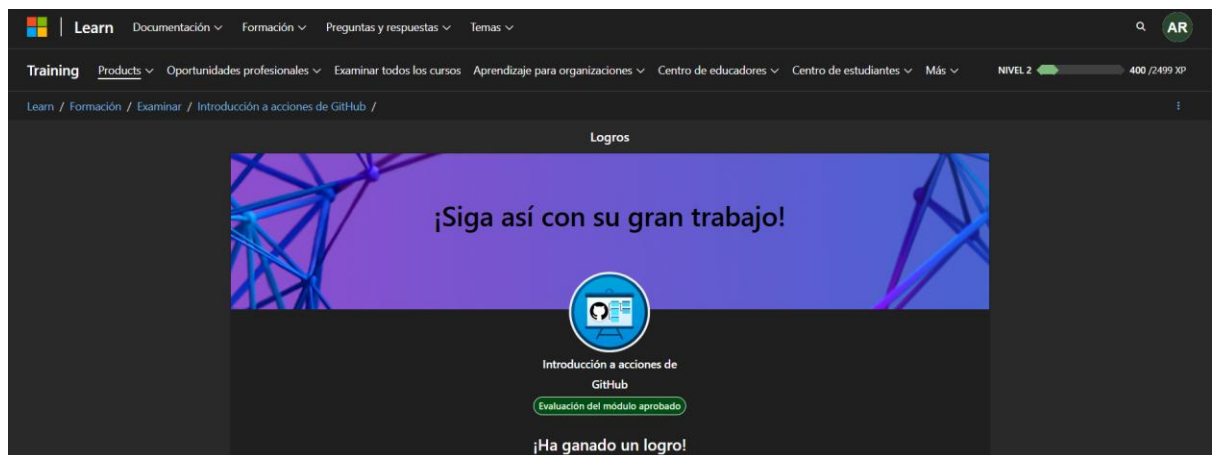 Learn Documentación Formación Preguntas y respuestas Temas AR
Training Products Oportunidades profesionales Examinar todos los cursos Aprendizaje para organizaciones Centro de educadores Centro de estudiantes Más NIVEL 2 400 /2499 XP
Learn / Formación / Examinar / Introducción a acciones de GitHub /
Logros
¡Siga así con su gran trabajo!
Introducción a acciones de
GitHub
Evaluación del módulo aprobado
¡Ha ganado un logro!